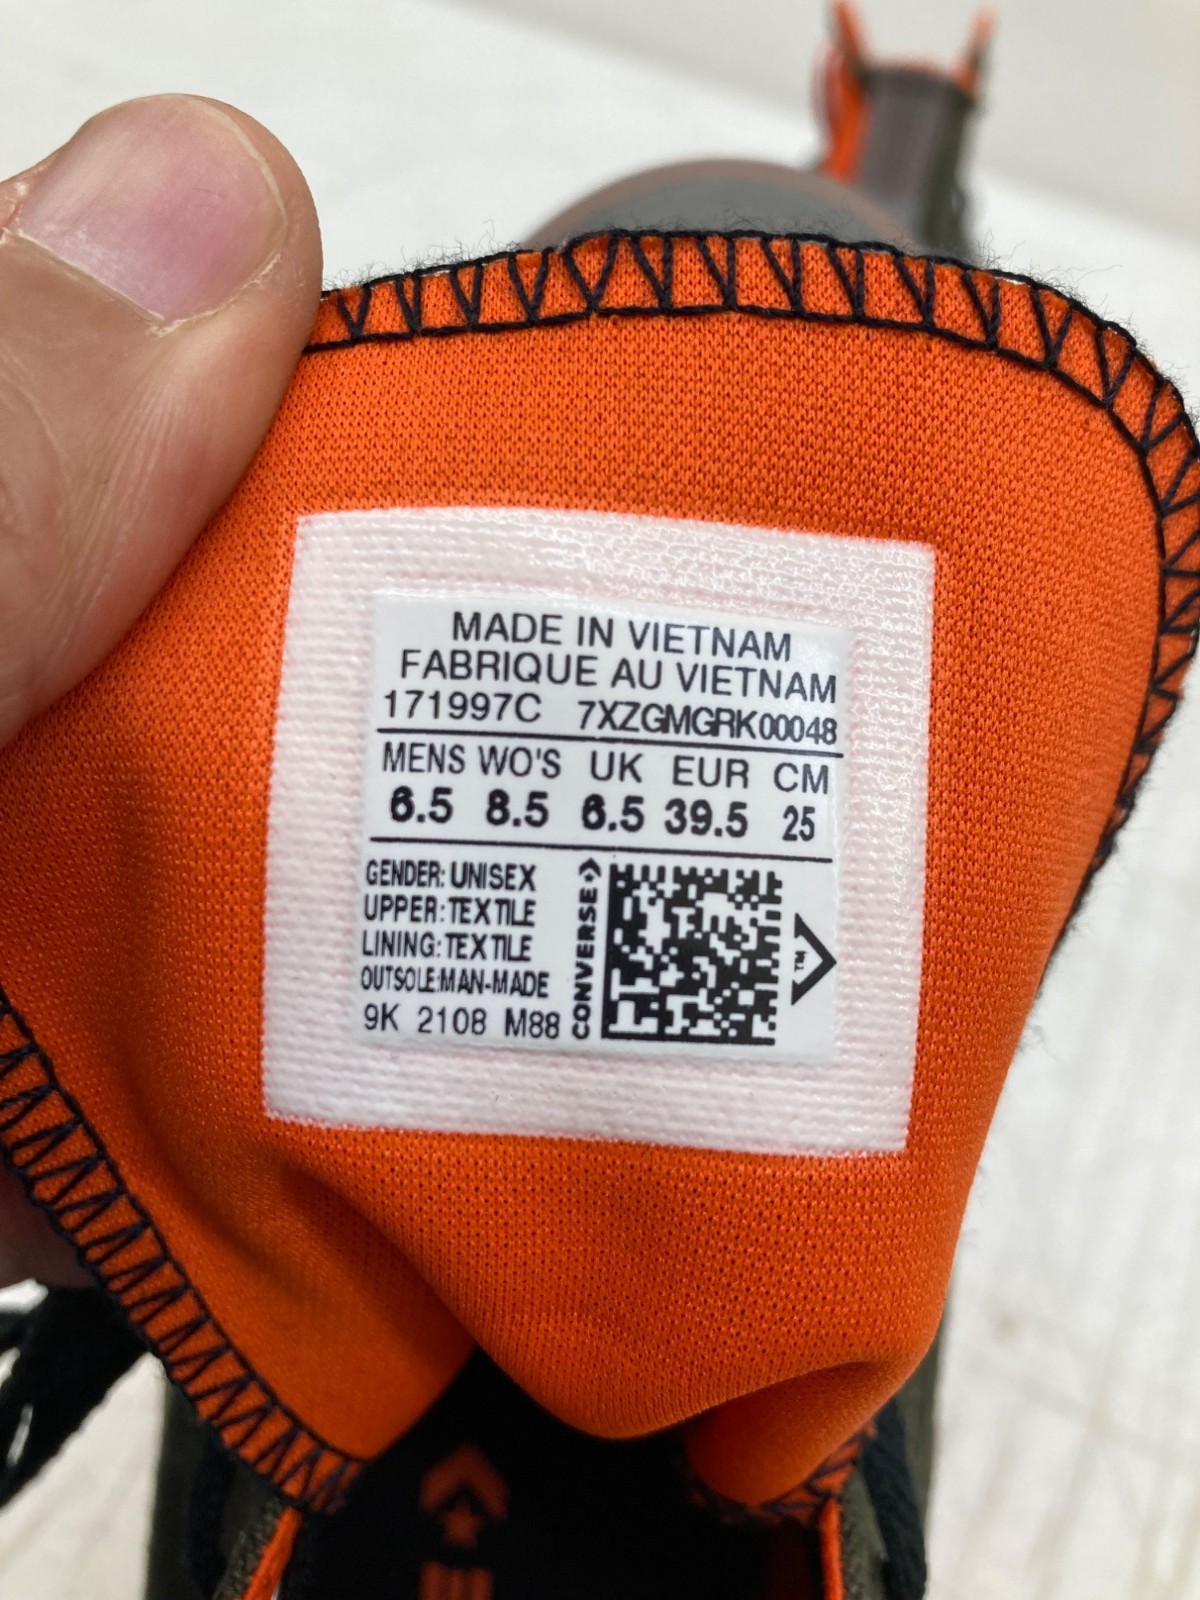 MADE IN VIETNAM
FABRIQUE AU VIETNAM
171997C 7XZGMGRK00048
MENS WO'S UK EUR CM
6.5 8.5 6.5 39.5 25
GENDER: UNISEX
UPPER: TEXTILE
LINING: TEXTILE
OUTSOLE: MAN-MADE
9K 2108 M88
CONVERSE
TM